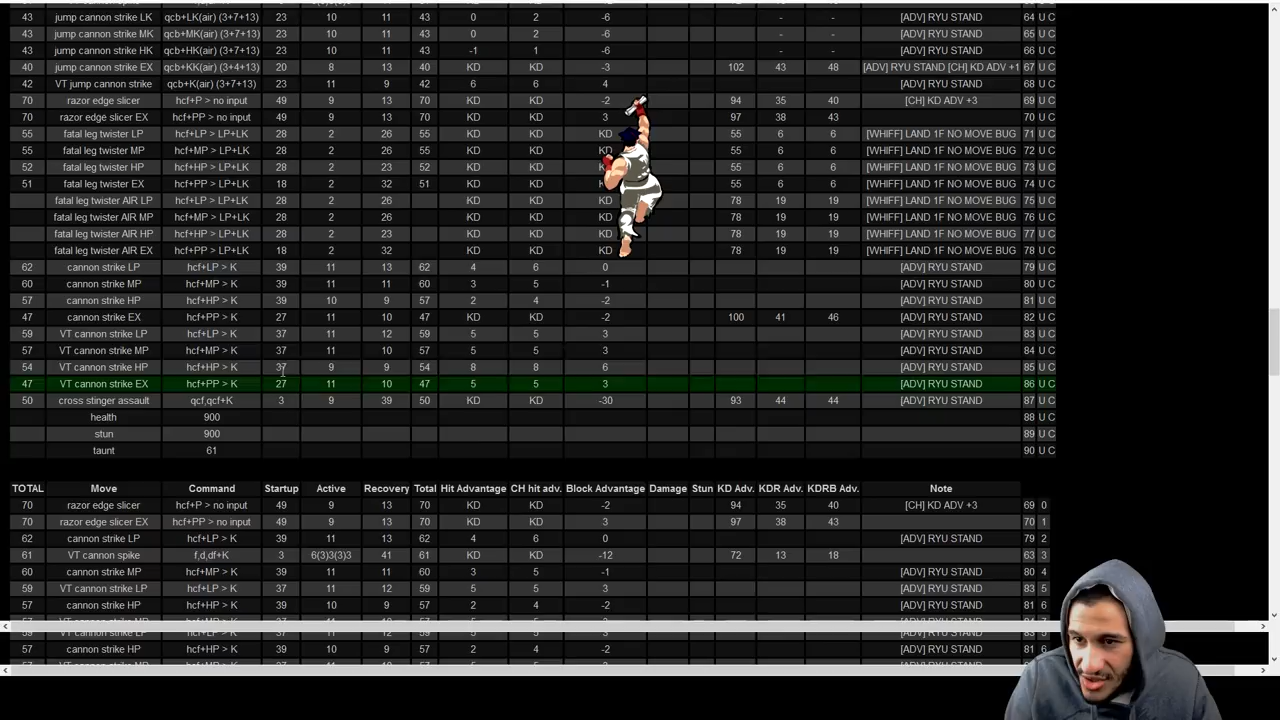 43 jump cannon strike LK qcb+LK(air) (3+7+13) 23 10 11 43 0 2 -6 - - [ADV] RYU STAND 64 U C
43 jump cannon strike MK qcb+MK(air) (3+7+13) 23 10 11 43 0 2 -6 - - [ADV] RYU STAND 65 U C
43 jump cannon strike HK qcb+HK(air) (3+7+13) 23 10 11 43 -1 1 -6 - - [ADV] RYU STAND 66 U C
40 jump cannon strike EX qcb+KK(air) (3+4+13) 20 8 13 40 KD KD -3 102 43 48 [ADV] RYU STAND [CH] KD ADV +1 67 U C
42 VT jump cannon strike qcb+K(air) (3+7+13) 23 11 9 42 6 6 4 [ADV] RYU STAND 68 U C
70 razor edge slicer hcf+P > no input 49 9 13 70 KD KD -2 94 35 40 [CH] KD ADV +3 69 U C
70 razor edge slicer EX hcf+PP > no input 49 9 13 70 KD KD 3 97 38 43 70 U C
55 fatal leg twister LP hcf+LP > LP+LK 28 2 26 55 KD KD KD 55 6 6 [WHIFF] LAND 1F NO MOVE BUG 71 U C
55 fatal leg twister MP hcf+MP > LP+LK 28 2 26 55 KD KD KD 55 6 6 [WHIFF] LAND 1F NO MOVE BUG 72 U C
52 fatal leg twister HP hcf+HP > LP+LK 28 2 23 52 KD KD 55 6 6 [WHIFF] LAND 1F NO MOVE BUG 73 U C
51 fatal leg twister EX hcf+PP > LP+LK 18 2 32 51 KD KD 55 6 6 [WHIFF] LAND 1F NO MOVE BUG 74 U C
fatal leg twister AIR LP hcf+LP > LP+LK 28 2 26 KD KD KD 78 19 19 [WHIFF] LAND 1F NO MOVE BUG 75 U C
fatal leg twister AIR MP hcf+MP > LP+LK 28 2 26 KD KD KD 78 19 19 [WHIFF] LAND 1F NO MOVE BUG 76 U C
fatal leg twister AIR HP hcf+HP > LP+LK 28 2 23 KD KD KD 78 19 19 [WHIFF] LAND 1F NO MOVE BUG 77 U C
fatal leg twister AIR EX hcf+PP > LP+LK 18 2 32 KD KD KD 78 19 19 [WHIFF] LAND 1F NO MOVE BUG 78 U C
62 cannon strike LP hcf+LP > K 39 11 13 62 4 6 0 [ADV] RYU STAND 79 U C
60 cannon strike MP hcf+MP > K 39 11 11 60 3 5 -1 [ADV] RYU STAND 80 U C
57 cannon strike HP hcf+HP > K 39 10 9 57 2 4 -2 [ADV] RYU STAND 81 U C
47 cannon strike EX hcf+PP > K 27 11 10 47 KD KD -2 100 41 46 [ADV] RYU STAND 82 U C
59 VT cannon strike LP hcf+LP > K 37 11 12 59 5 5 3 [ADV] RYU STAND 83 U C
57 VT cannon strike MP hcf+MP > K 37 11 10 57 5 5 3 [ADV] RYU STAND 84 U C
54 VT cannon strike HP hcf+HP > K 37 9 9 54 8 8 6 [ADV] RYU STAND 85 U C
47 VT cannon strike EX hcf+PP > K 27 11 10 47 5 5 3 [ADV] RYU STAND 86 U C
50 cross stinger assault qcf,qcf+K 3 9 39 50 KD KD -30 93 44 44 [ADV] RYU STAND 87 U C
health 900 88 U C
stun 900 89 U C
taunt 61 90 U C
TOTAL Move Command Startup Active Recovery Total Hit Advantage CH hit adv. Block Advantage Damage Stun KD Adv. KDR Adv. KDRB Adv. Note
70 razor edge slicer hcf+P > no input 49 9 13 70 KD KD -2 94 35 40 [CH] KD ADV +3 69 0
70 razor edge slicer EX hcf+PP > no input 49 9 13 70 KD KD 3 97 38 43 70 1
62 cannon strike LP hcf+LP > K 39 11 13 62 4 6 0 [ADV] RYU STAND 79 2
61 VT cannon spike f,d,df+K 3 6(3)3(3)3 41 61 KD KD -12 72 13 18 63 3
60 cannon strike MP hcf+MP > K 39 11 11 60 3 5 -1 [ADV] RYU STAND 80 4
59 VT cannon strike LP hcf+LP > K 37 11 12 59 5 5 3 [ADV] RYU STAND 83 5
57 cannon strike HP hcf+HP > K 39 10 9 57 2 4 -2 [ADV] RYU STAND 81 6
59 VT cannon strike LP hcf+LP > K 37 11 12 59 5 5 3 [ADV] RYU STAND 83 5
57 cannon strike HP hcf+HP > K 39 10 9 57 2 4 -2 [ADV] RYU STAND 81 6